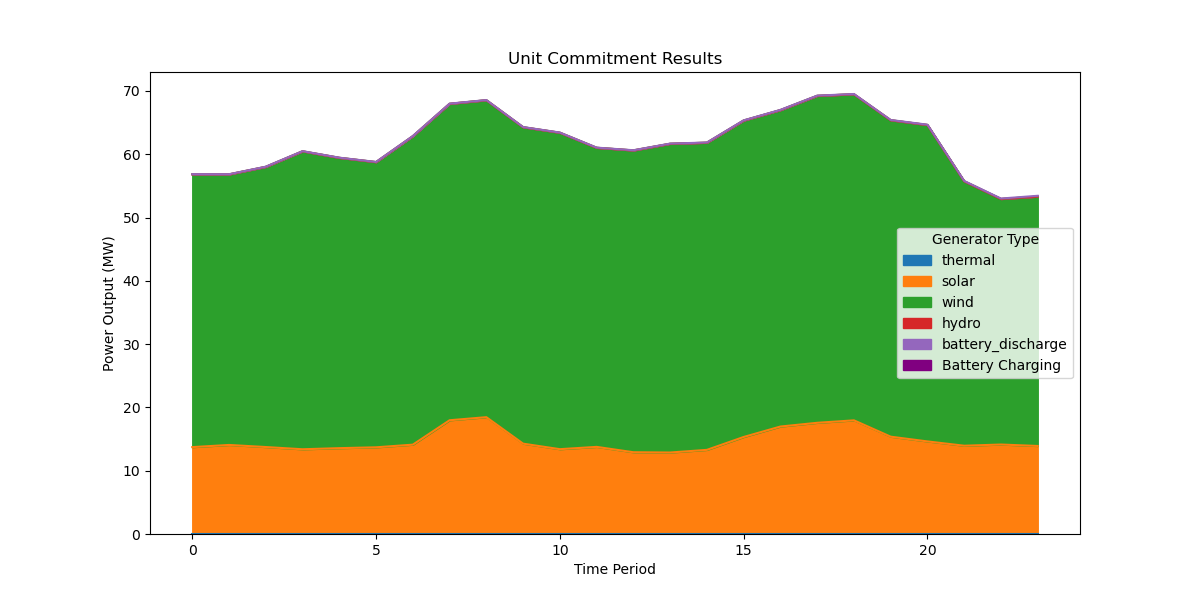 Unit Commitment Results
Power Output (MW)
70
60
50
40
30
20
10
0
Generator Type
thermal
solar
wind
hydro
battery_discharge
Battery Charging
0 5 10 15 20
Time Period